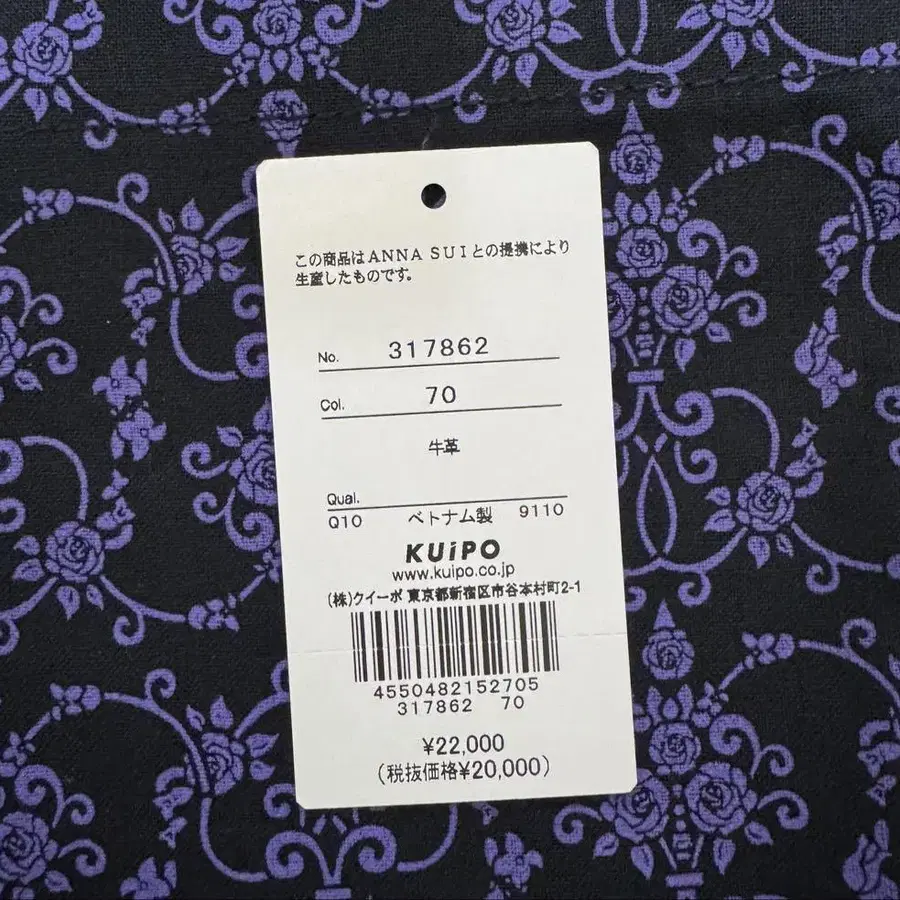 この商品はANNA SUIとの提携により
生産したものです。
No. 317862
Col. 70
牛革
Qual.
Q10 ベトナム製 9110
KUiPO
www.kuipo.co.jp
(株)クイーポ 東京都新宿区市谷本村町2-1
4550482152705
317862 70
¥22,000
(税抜価格¥20,000)